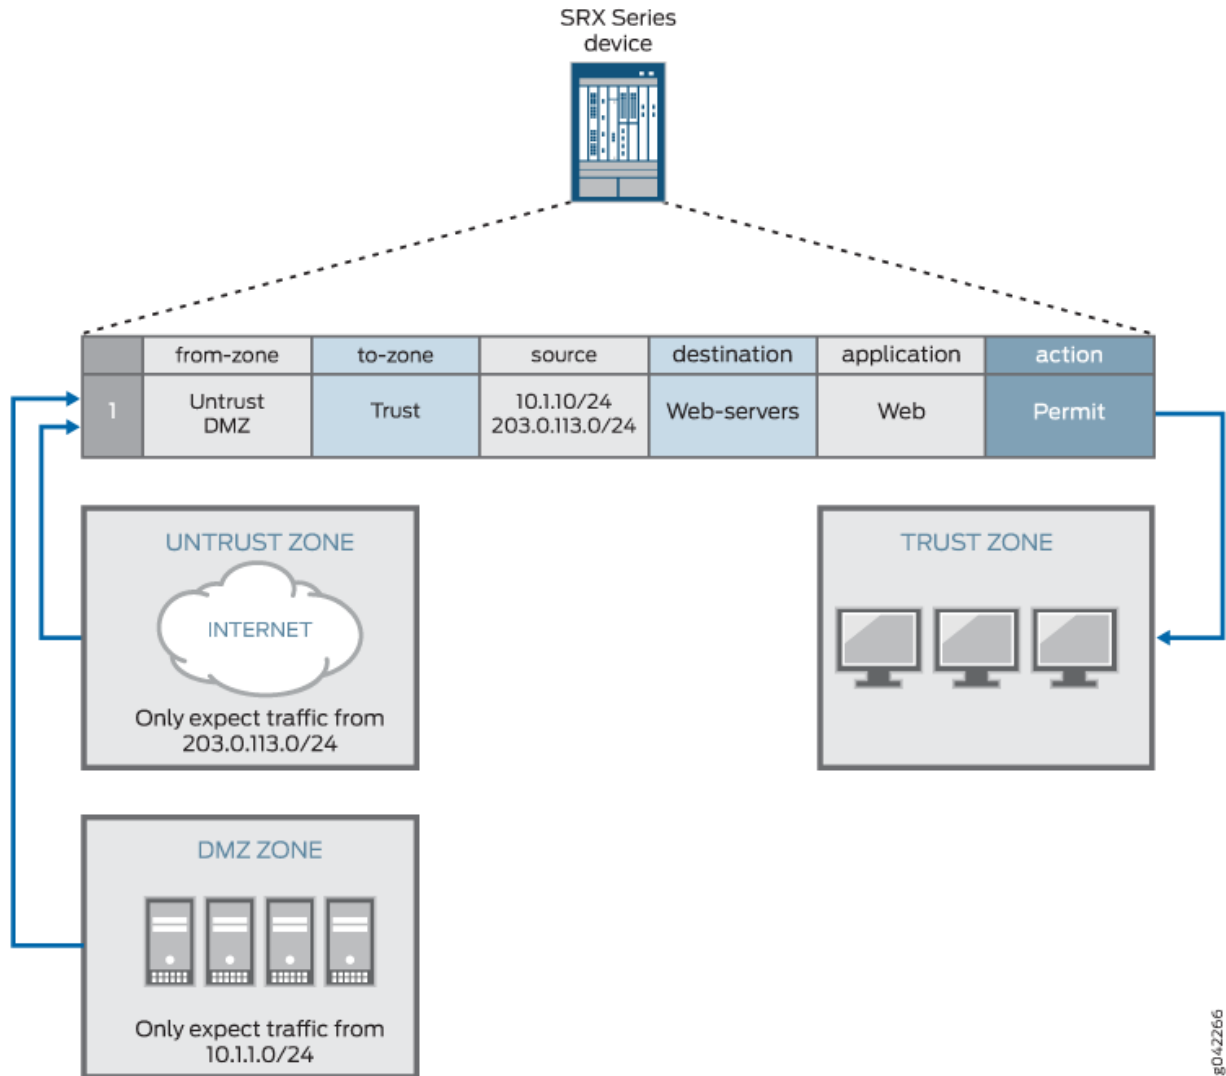 SRX Series
device
from-zone to-zone source destination application action
1 Untrust DMZ Trust 10.1.10/24 203.0.113.0/24 Web-servers Web Permit
UNTRUST ZONE
INTERNET
Only expect traffic from
203.0.113.0/24
TRUST ZONE
DMZ ZONE
Only expect traffic from
10.1.1.0/24
g042266